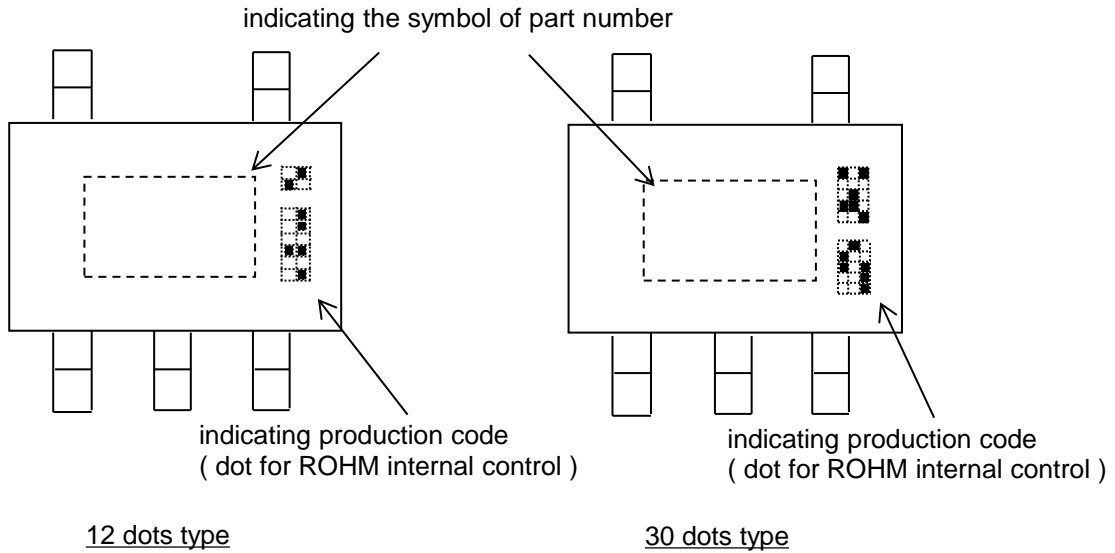 indicating the symbol of part number
indicating production code
( dot for ROHM internal control )
indicating production code
( dot for ROHM internal control )
12 dots type
30 dots type